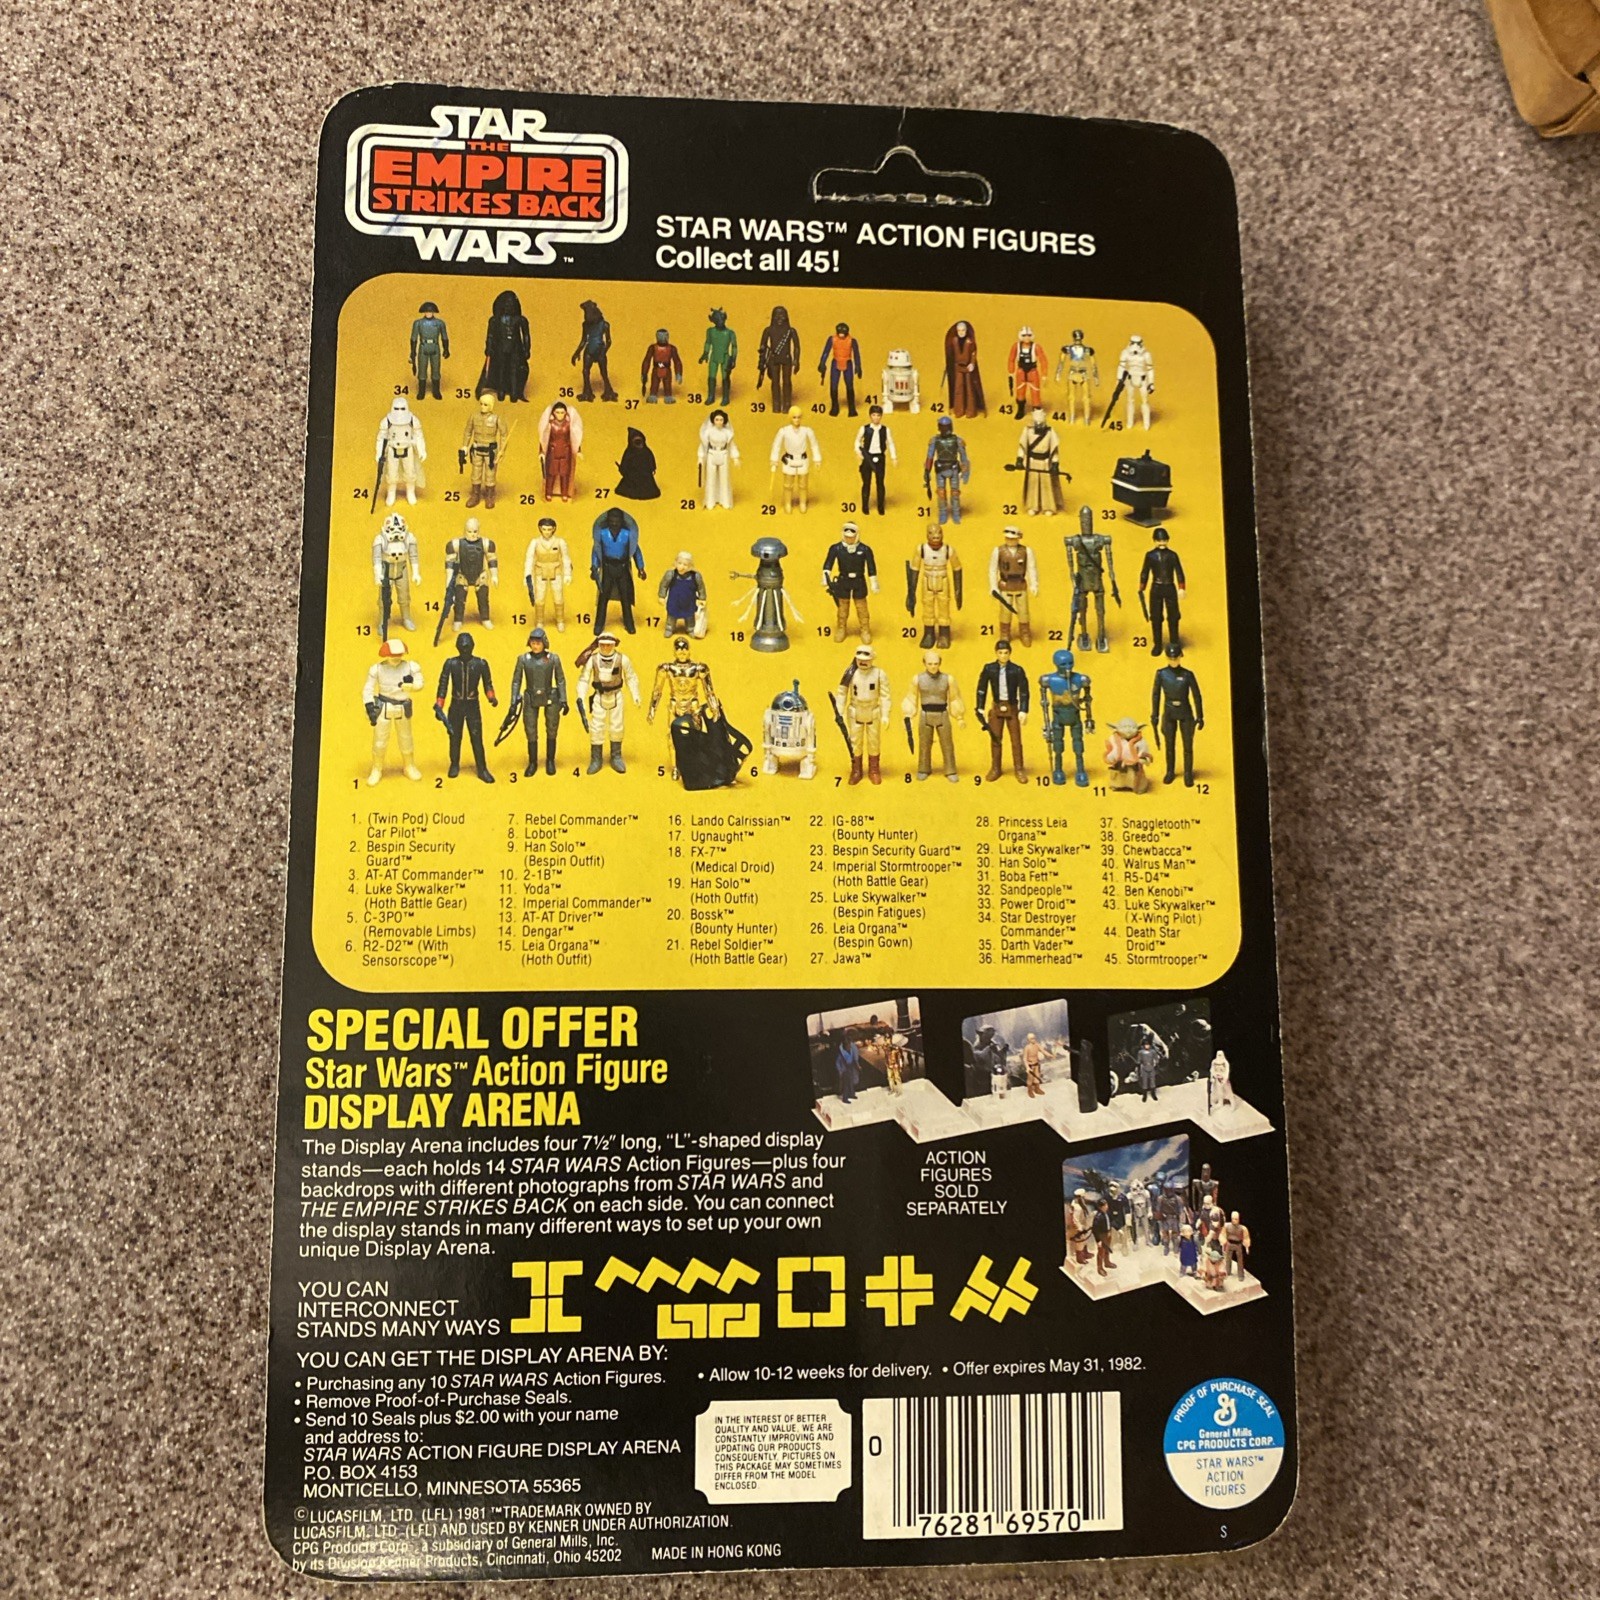 STAR
THE
EMPIRE
STRIKES BACK
WARS™
STAR WARS™ ACTION FIGURES
Collect all 45!
34 35 36 37 38 39 40 41 42 43 44 45
24 25 26 27 28 29 30 31 32 33
13 14 15 16 17 18 19 20 21 22 23
1 2 3 4 5 6 7 8 9 10 11 12
1. (Twin Pod) Cloud
Car Pilot™
2. Bespin Security
Guard™
3. AT-AT Commander™
4. Luke Skywalker™
(Hoth Battle Gear)
5. C-3PO™
(Removable Limbs)
6. R2-D2™ (With
Sensorscope™)
7. Rebel Commander™
8. Lobot™
9. Han Solo™
(Bespin Outfit)
10. 2-1B™
11. Yoda™
12. Imperial Commander™
13. AT-AT Driver™
14. Dengar™
15. Leia Organa™
(Hoth Outfit)
16. Lando Calrissian™
17. Ugnaught™
18. FX-7™
(Medical Droid)
19. Han Solo™
(Hoth Outfit)
20. Bossk™
(Bounty Hunter)
21. Rebel Soldier™
(Hoth Battle Gear)
22. IG-88™
(Bounty Hunter)
23. Bespin Security Guard™
24. Imperial Stormtrooper™
(Hoth Battle Gear)
25. Luke Skywalker™
(Bespin Fatigues)
26. Leia Organa™
(Bespin Gown)
27. Jawa™
28. Princess Leia
Organa™
29. Luke Skywalker™
30. Han Solo™
31. Boba Fett™
32. Sandpeople™
33. Power Droid™
34. Star Destroyer
Commander™
35. Darth Vader™
36. Hammerhead™
37. Snaggletooth™
38. Greedo™
39. Chewbacca™
40. Walrus Man™
41. R5-D4™
42. Ben Kenobi™
43. Luke Skywalker™
(X-Wing Pilot)
44. Death Star
Droid™
45. Stormtrooper™
SPECIAL OFFER
Star Wars™ Action Figure
DISPLAY ARENA
The Display Arena includes four 7½" long, "L"-shaped display
stands—each holds 14 STAR WARS Action Figures—plus four
backdrops with different photographs from STAR WARS and
THE EMPIRE STRIKES BACK on each side. You can connect
the display stands in many different ways to set up your own
unique Display Arena.
ACTION
FIGURES
SOLD
SEPARATELY
YOU CAN
INTERCONNECT
STANDS MANY WAYS
YOU CAN GET THE DISPLAY ARENA BY:
• Purchasing any 10 STAR WARS Action Figures.
• Remove Proof-of-Purchase Seals.
• Send 10 Seals plus $2.00 with your name
and address to:
STAR WARS ACTION FIGURE DISPLAY ARENA
P.O. BOX 4153
MONTICELLO, MINNESOTA 55365
• Allow 10-12 weeks for delivery. • Offer expires May 31, 1982.
IN THE INTEREST OF BETTER
QUALITY AND VALUE, WE ARE
CONSTANTLY IMPROVING AND
UPDATING OUR PRODUCTS.
CONSEQUENTLY, PICTURES ON
THIS PACKAGE MAY SOMETIMES
DIFFER FROM THE MODEL
ENCLOSED.
0 76281 69570
PROOF OF PURCHASE SEAL
General Mills
CPG PRODUCTS CORP.
STAR WARS™
ACTION
FIGURES
S
© LUCASFILM, LTD. (LFL) 1981 ™TRADEMARK OWNED BY
LUCASFILM, LTD. (LFL) AND USED BY KENNER UNDER AUTHORIZATION.
CPG Products Corp., a subsidiary of General Mills, Inc.
by its Division Kenner Products, Cincinnati, Ohio 45202
MADE IN HONG KONG